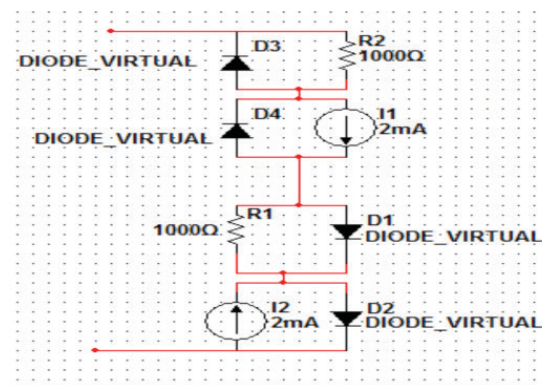 D3
R2
DIODE_VIRTUAL
1000Ω
D4
I1
DIODE_VIRTUAL
2mA
R1
D1
1000Ω
DIODE_VIRTUAL
I2
D2
2mA
DIODE_VIRTUAL